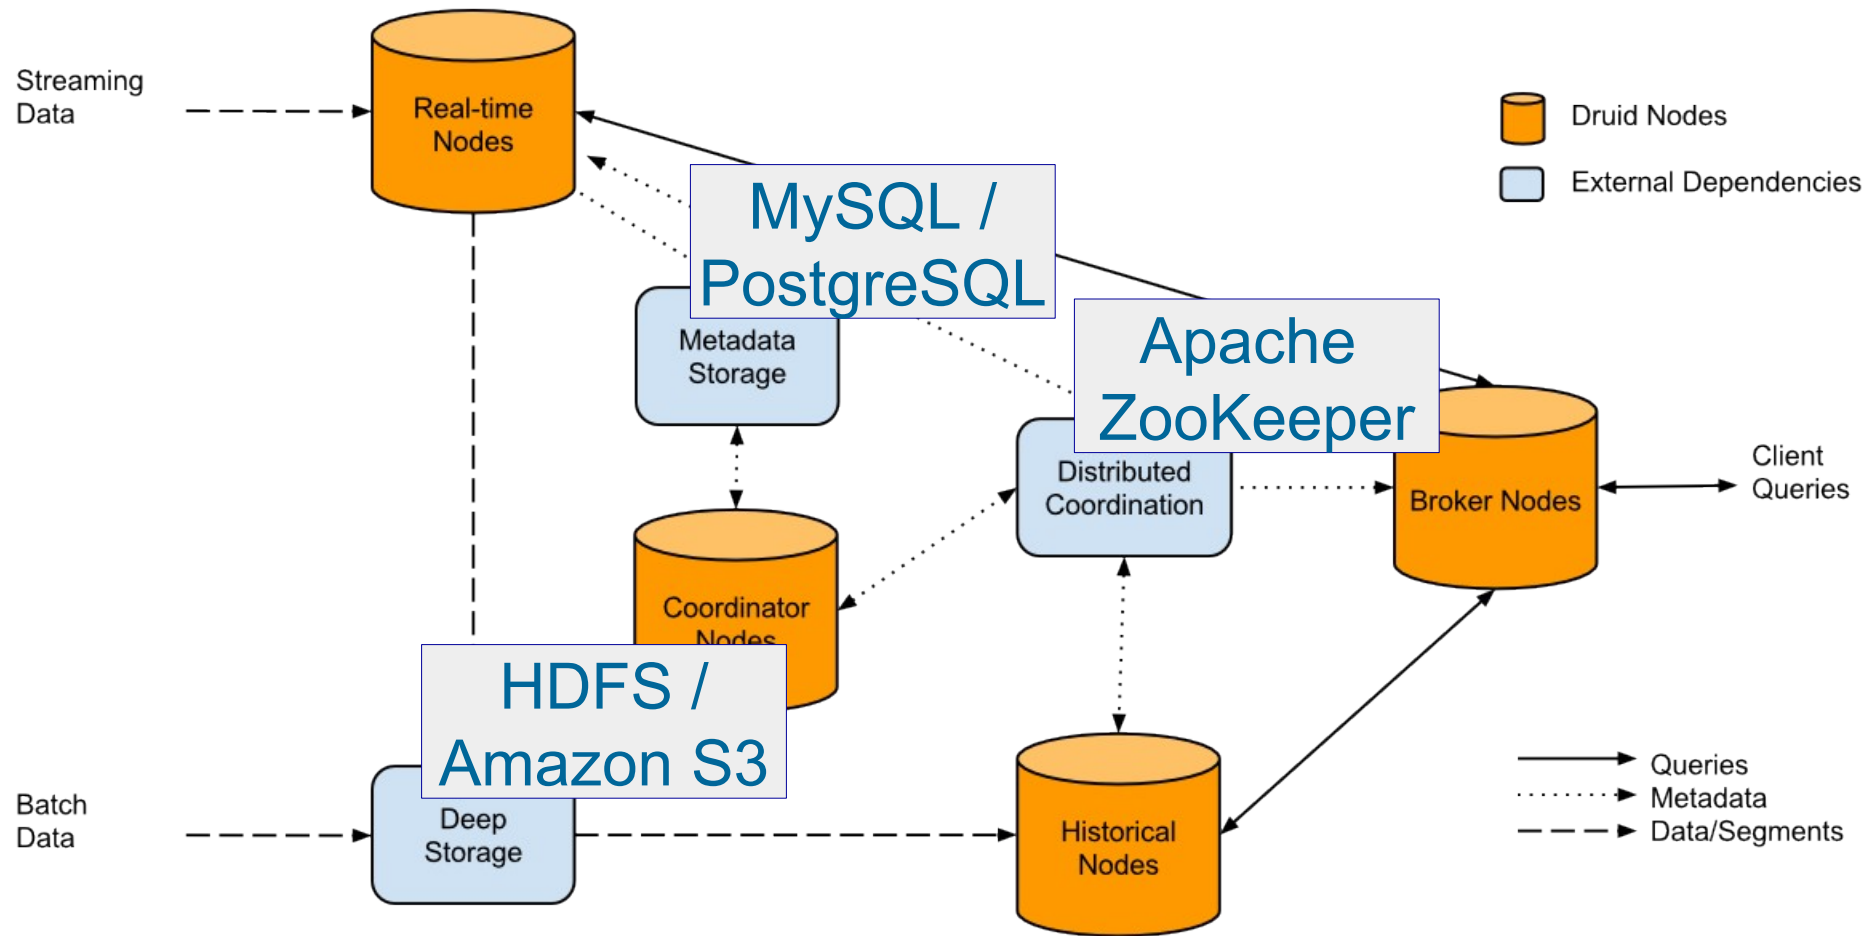 Streaming
Data
Real-time
Nodes
Druid Nodes
External Dependencies
MySQL /
PostgreSQL
Metadata
Storage
Apache
ZooKeeper
Distributed
Coordination
Broker Nodes
Client
Queries
Coordinator
Nodes
HDFS /
Amazon S3
Batch
Data
Deep
Storage
Historical
Nodes
Queries
Metadata
Data/Segments